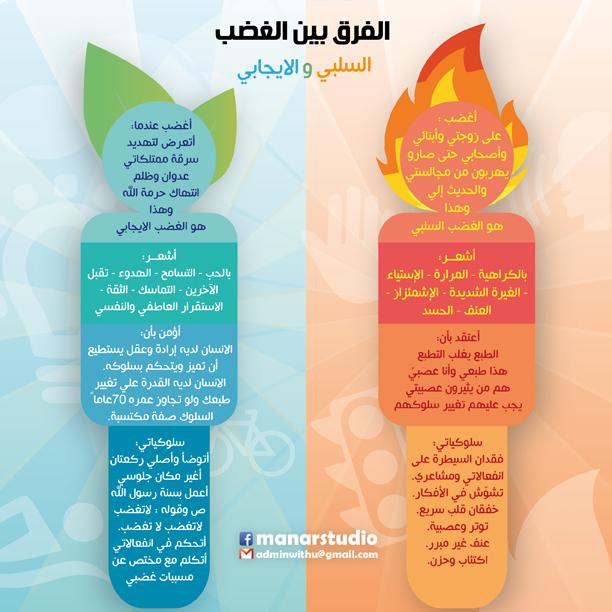 الفرق بين الغضب
السلبي و الايجابي
أغضب :
على زوجتي وأبنائي
وأصحابي حتى صارو
يهربون من مجالستي
والحديث إلي
وهذا
هو الغضب السلبي
أشعـــر:
بالكراهية - المرارة - الإستياء
- الغيرة الشديدة - الإشمئزاز -
العنف - الحسد
أعتقد بأن:
الطبع يغلب التطبع
هذا طبعي وأنا عصبيً
هم من يثيرون عصبيتي
يجب عليهم تغيير سلوكهم
سلوكياتي:
فقدان السيطرة على
انفعالاتي ومشاعري.
تشوّش في الأفكار.
خفقان قلب سريع.
توتر وعصبية.
عنف غير مبرر.
اكتئاب وحزن.
أغضب عندما:
أتعرض لتهديد
سرقة ممتلكاتي
عدوان وظلم
إنتهاك حرمة الله
وهذا
هو الغضب الايجابي
أشعـــر:
بالحب - التسامح - الهدوء - تقبل
الآخرين - التماسك - الثقة -
الاستقرار العاطفي والنفسي
أؤمن بأن:
الانسان لديه إرادة وعقل يستطيع
أن تميز ويتحكم بسلوكه.
الانسان لديه القدرة علي تغيير
طبعك ولو تجاوز عمره 70عاماً
السلوك صفة مكتسبة.
سلوكياتي:
أتوضأ وأصلي ركعتان
أغير مكان جلوسي
أعمل بسنة رسول الله
ص وقوله : لاتغضب
لاتغضب لا تغضب.
أتحكم في انفعالاتي
أتكلم مع مختص عن
مسببات غضبي
manarstudio
adminwithu@gmail.com